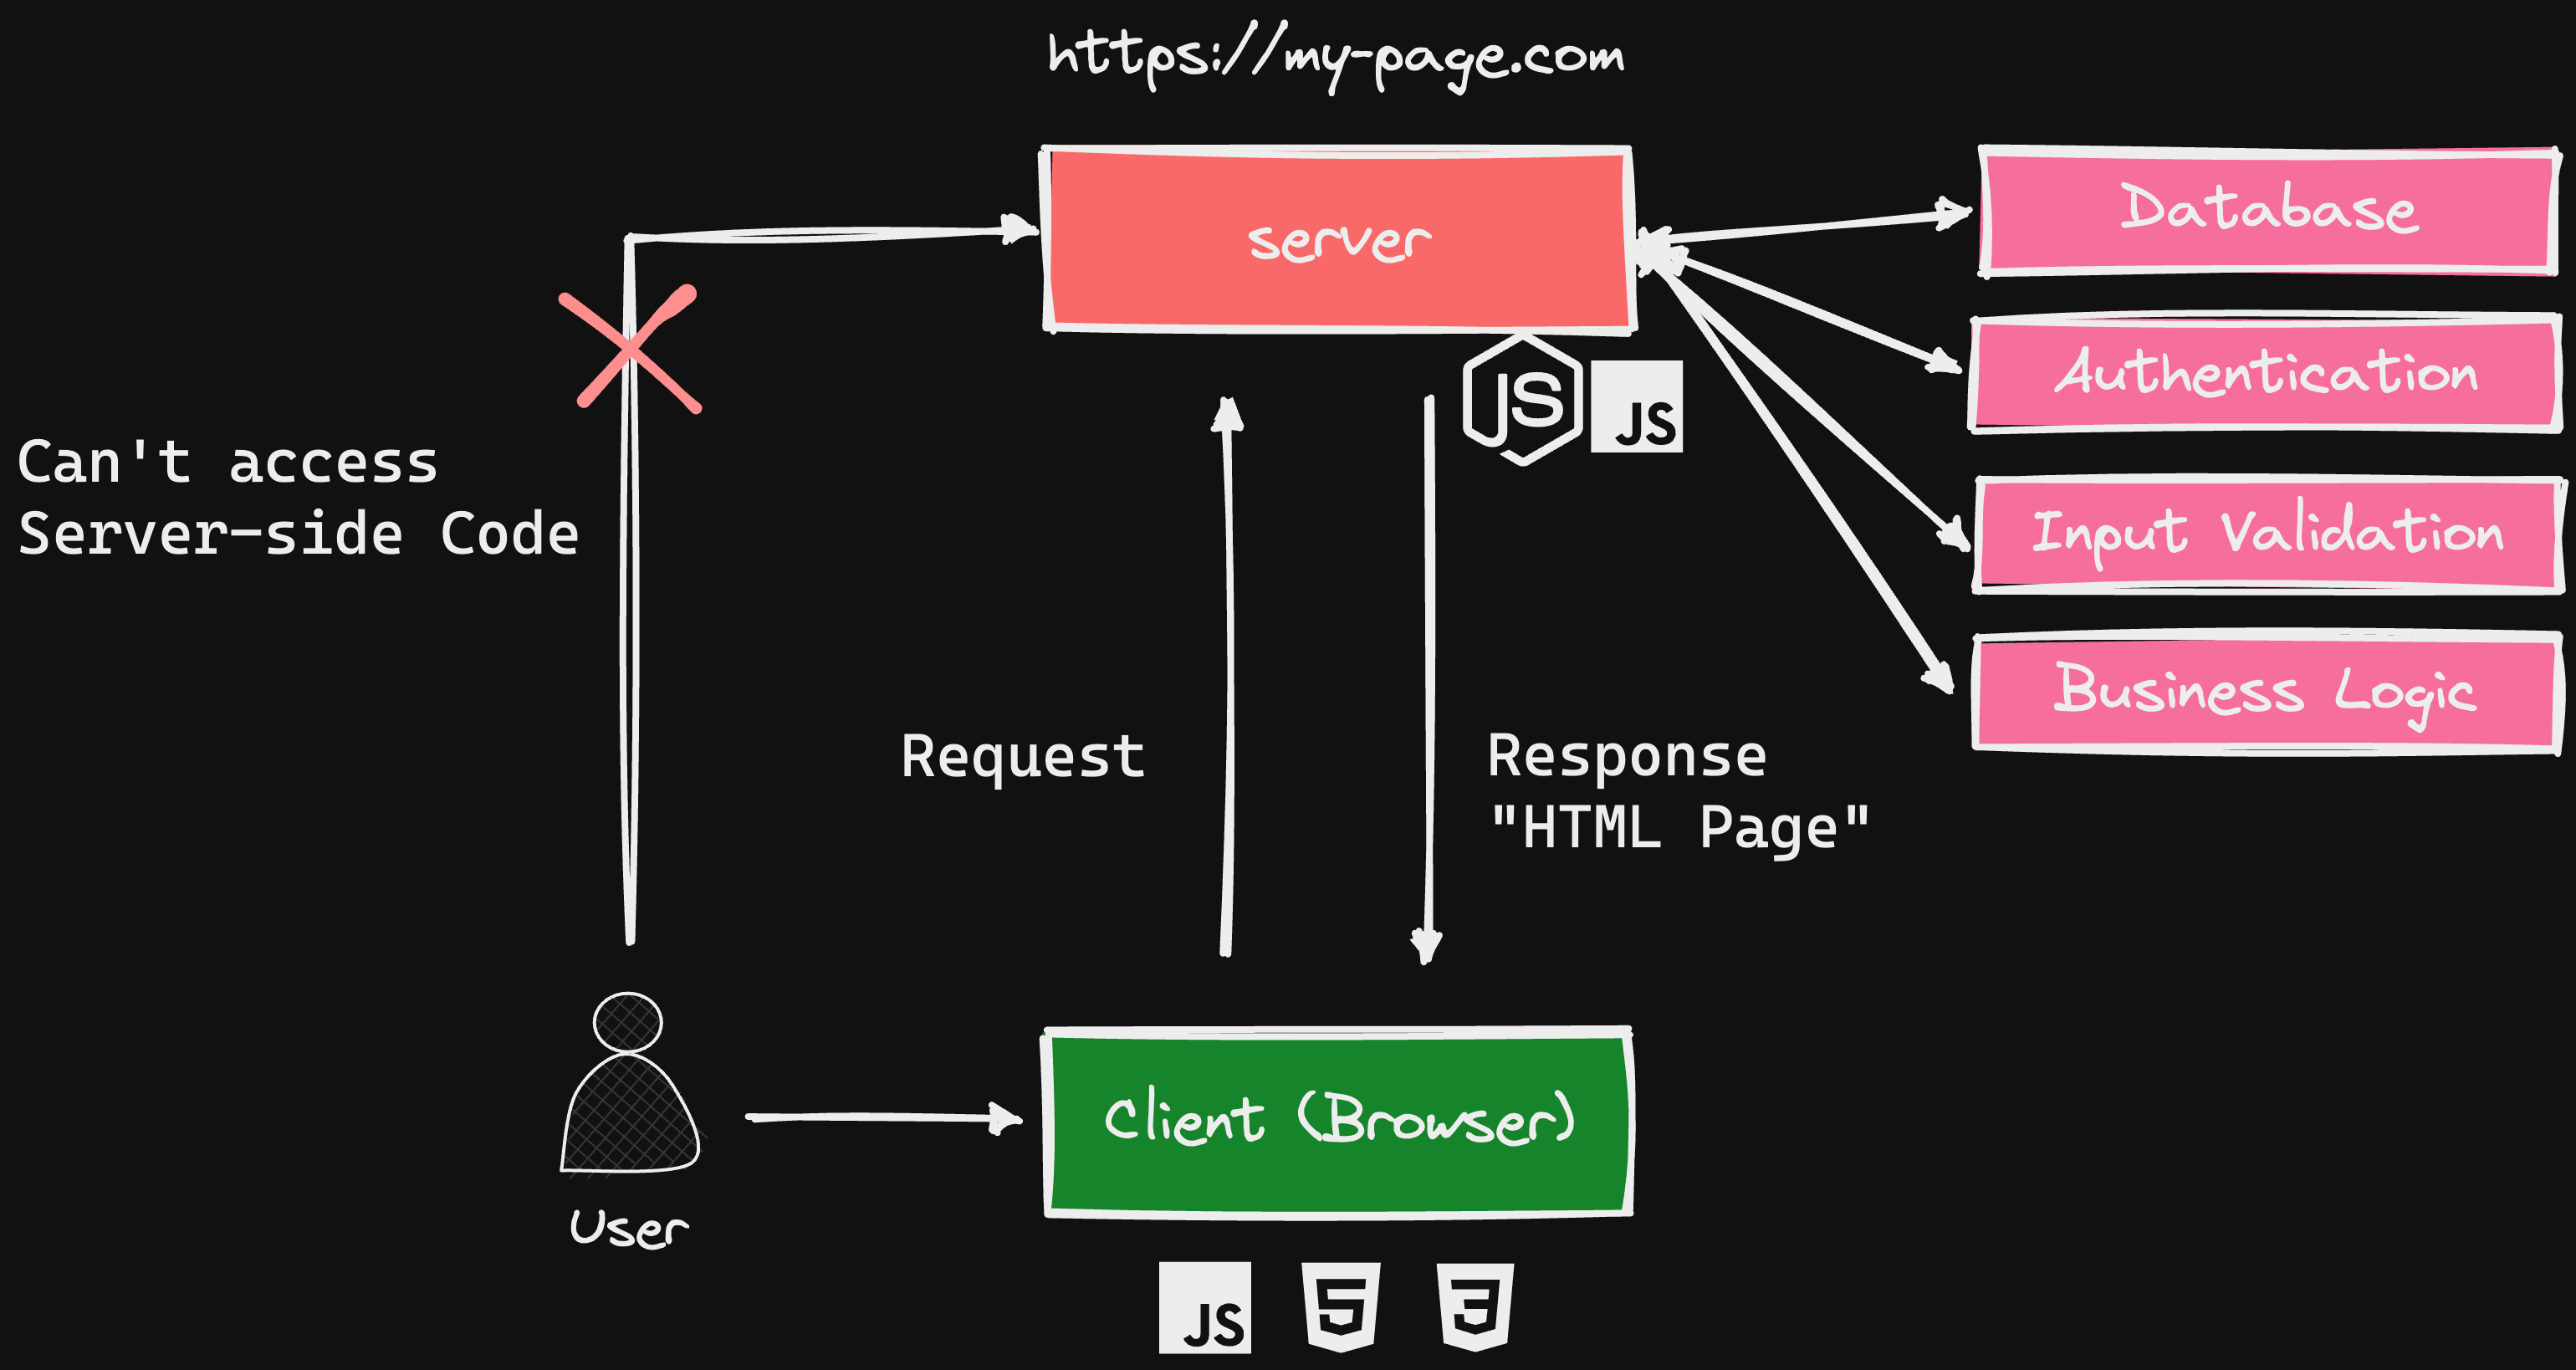 https://my-page.com
server
Database
Authentication
Input Validation
Business Logic
JS
JS
Can't access
Server-side Code
Request
Response
"HTML Page"
Client (Browser)
User
JS
5
3